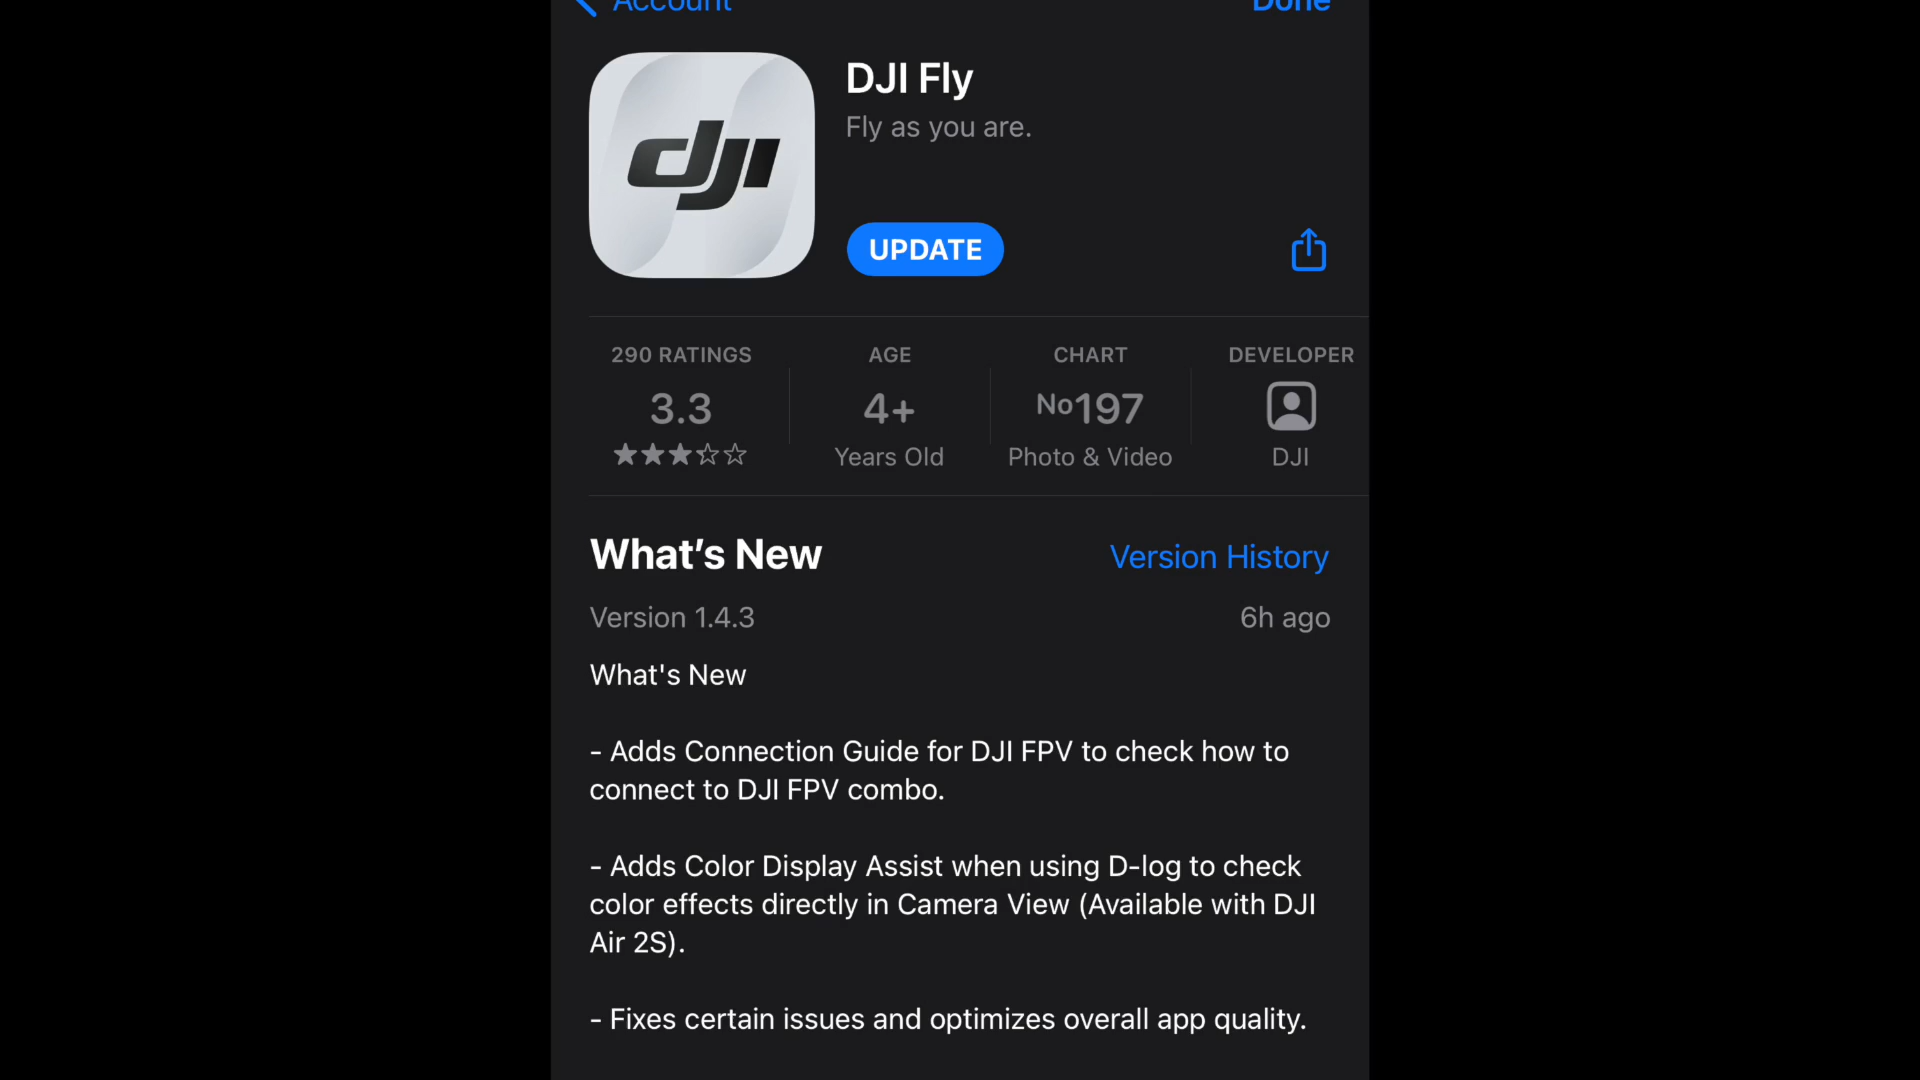 Account
Done
dji
DJI Fly
Fly as you are.
UPDATE
290 RATINGS
3.3
AGE
4+
Years Old
CHART
No197
Photo & Video
DEVELOPER
DJI
What’s New
Version History
Version 1.4.3
6h ago
What's New
- Adds Connection Guide for DJI FPV to check how to
connect to DJI FPV combo.
- Adds Color Display Assist when using D-log to check
color effects directly in Camera View (Available with DJI
Air 2S).
- Fixes certain issues and optimizes overall app quality.